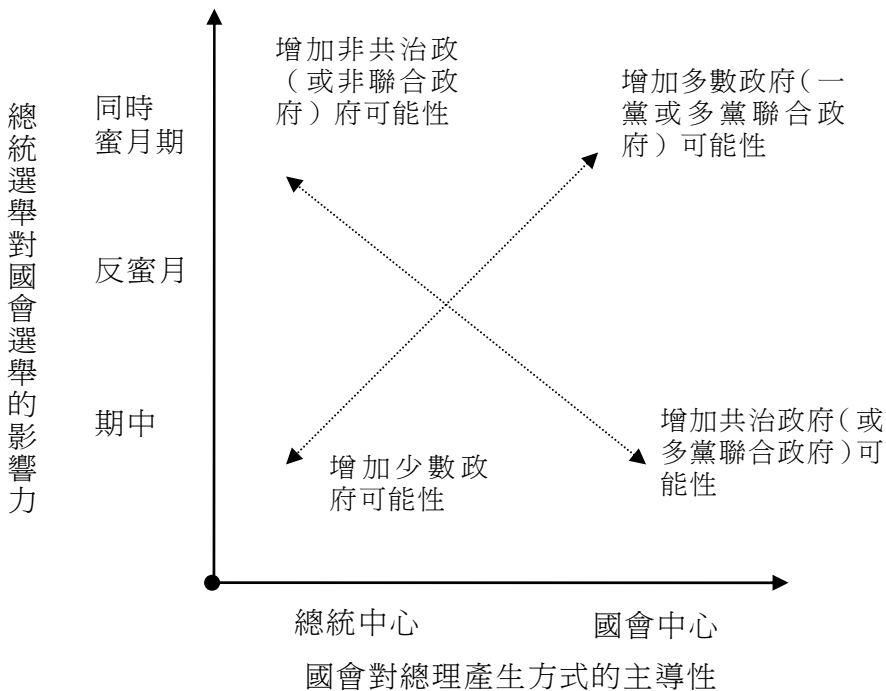 總統選舉對國會選舉的影響力
同時
蜜月期
反蜜月
期中
增加非共治政
（或非聯合政
府）府可能性
增加多數政府(一
黨或多黨聯合政
府）可能性
增加少數政
府可能性
增加共治政府(或
多黨聯合政府)可
能性
總統中心
國會中心
國會對總理產生方式的主導性